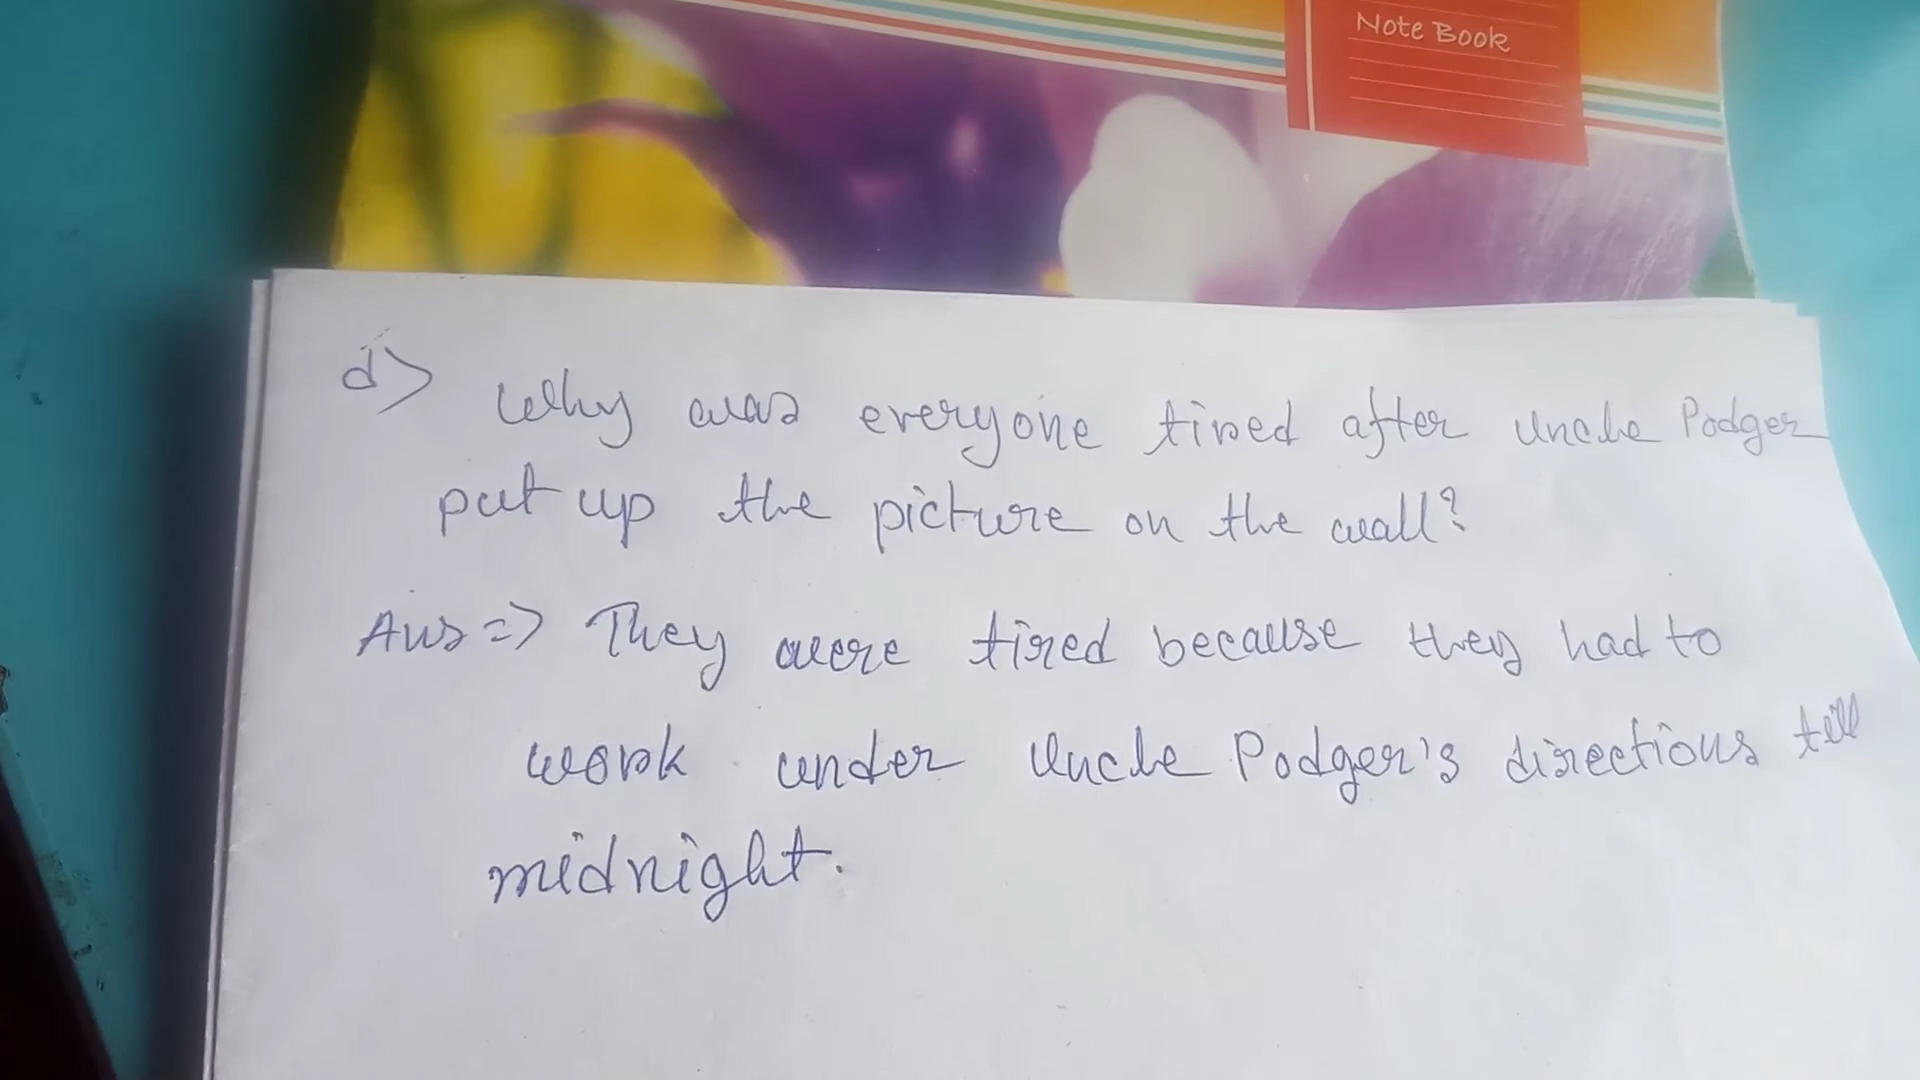 Note Book
d> Why was everyone tired after Uncle Podger
put up the picture on the wall?
Ans => They were tired because they had to
work under Uncle Podger's directions till
midnight.